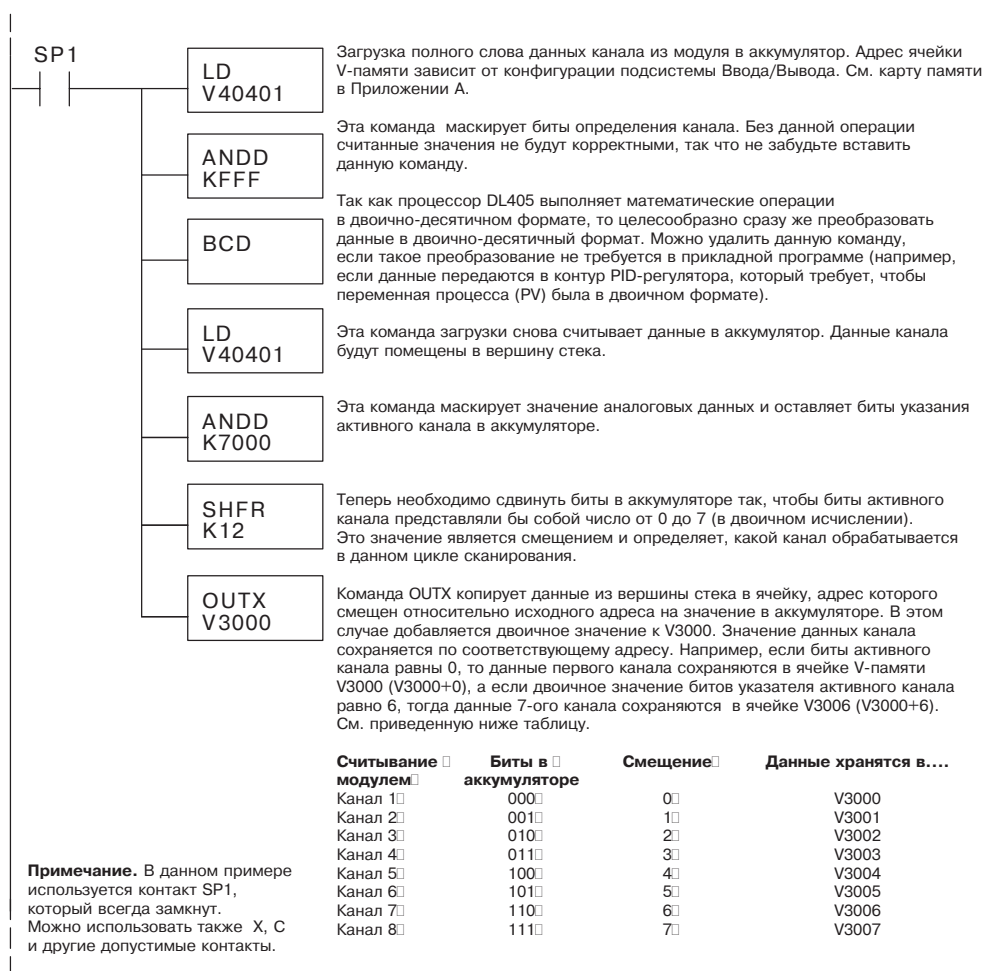 SP1
LD
V40401
Загрузка полного слова данных канала из модуля в аккумулятор. Адрес ячейки
V-памяти зависит от конфигурации подсистемы Ввода/Вывода. См. карту памяти
в Приложении А.
ANDD
KFFF
Эта команда маскирует биты определения канала. Без данной операции
считанные значения не будут корректными, так что не забудьте вставить
данную команду.
BCD
Так как процессор DL405 выполняет математические операции
в двоично-десятичном формате, то целесообразно сразу же преобразовать
данные в двоично-десятичный формат. Можно удалить данную команду,
если такое преобразование не требуется в прикладной программе (например,
если данные передаются в контур PID-регулятора, который требует, чтобы
переменная процесса (PV) была в двоичном формате).
LD
V40401
Эта команда загрузки снова считывает данные в аккумулятор. Данные канала
будут помещены в вершину стека.
ANDD
K7000
Эта команда маскирует значение аналоговых данных и оставляет биты указания
активного канала в аккумуляторе.
SHFR
K12
Теперь необходимо сдвинуть биты в аккумуляторе так, чтобы биты активного
канала представляли бы собой число от 0 до 7 (в двоичном исчислении).
Это значение является смещением и определяет, какой канал обрабатывается
в данном цикле сканирования.
OUTX
V3000
Команда OUTX копирует данные из вершины стека в ячейку, адрес которого
смещен относительно исходного адреса на значение в аккумуляторе. В этом
случае добавляется двоичное значение к V3000. Значение данных канала
сохраняется по соответствующему адресу. Например, если биты активного
канала равны 0, то данные первого канала сохраняются в ячейке V-памяти
V3000 (V3000+0), а если двоичное значение битов указателя активного канала
равно 6, тогда данные 7-ого канала сохраняются в ячейке V3006 (V3000+6).
См. приведенную ниже таблицу.
Считывание Биты в Смещение Данные хранятся в....
модулем аккумуляторе
Канал 1 000 0 V3000
Канал 2 001 1 V3001
Канал 3 010 2 V3002
Канал 4 011 3 V3003
Канал 5 100 4 V3004
Канал 6 101 5 V3005
Канал 7 110 6 V3006
Канал 8 111 7 V3007
Примечание. В данном примере
используется контакт SP1,
который всегда замкнут.
Можно использовать также X, C
и другие допустимые контакты.